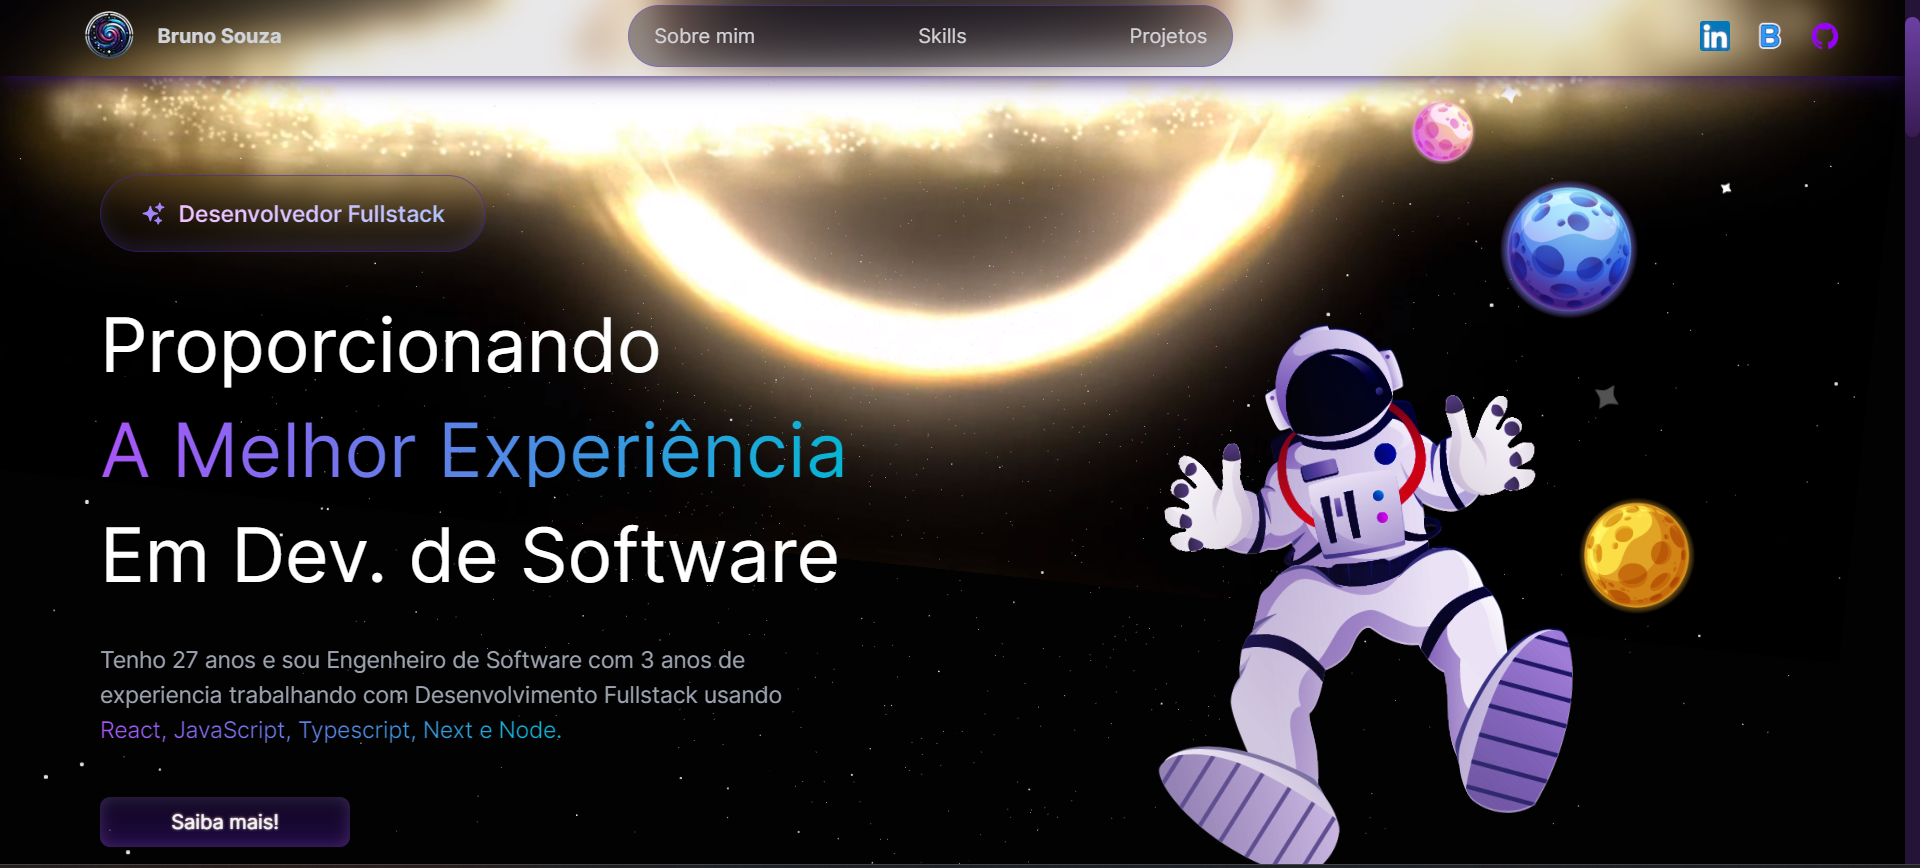 Bruno Souza
Sobre mim
Skills
Projetos
in
B
Desenvolvedor Fullstack
Proporcionando
A Melhor Experiência
Em Dev. de Software
Tenho 27 anos e sou Engenheiro de Software com 3 anos de
experiencia trabalhando com Desenvolvimento Fullstack usando
React, JavaScript, Typescript, Next e Node.
Saiba mais!